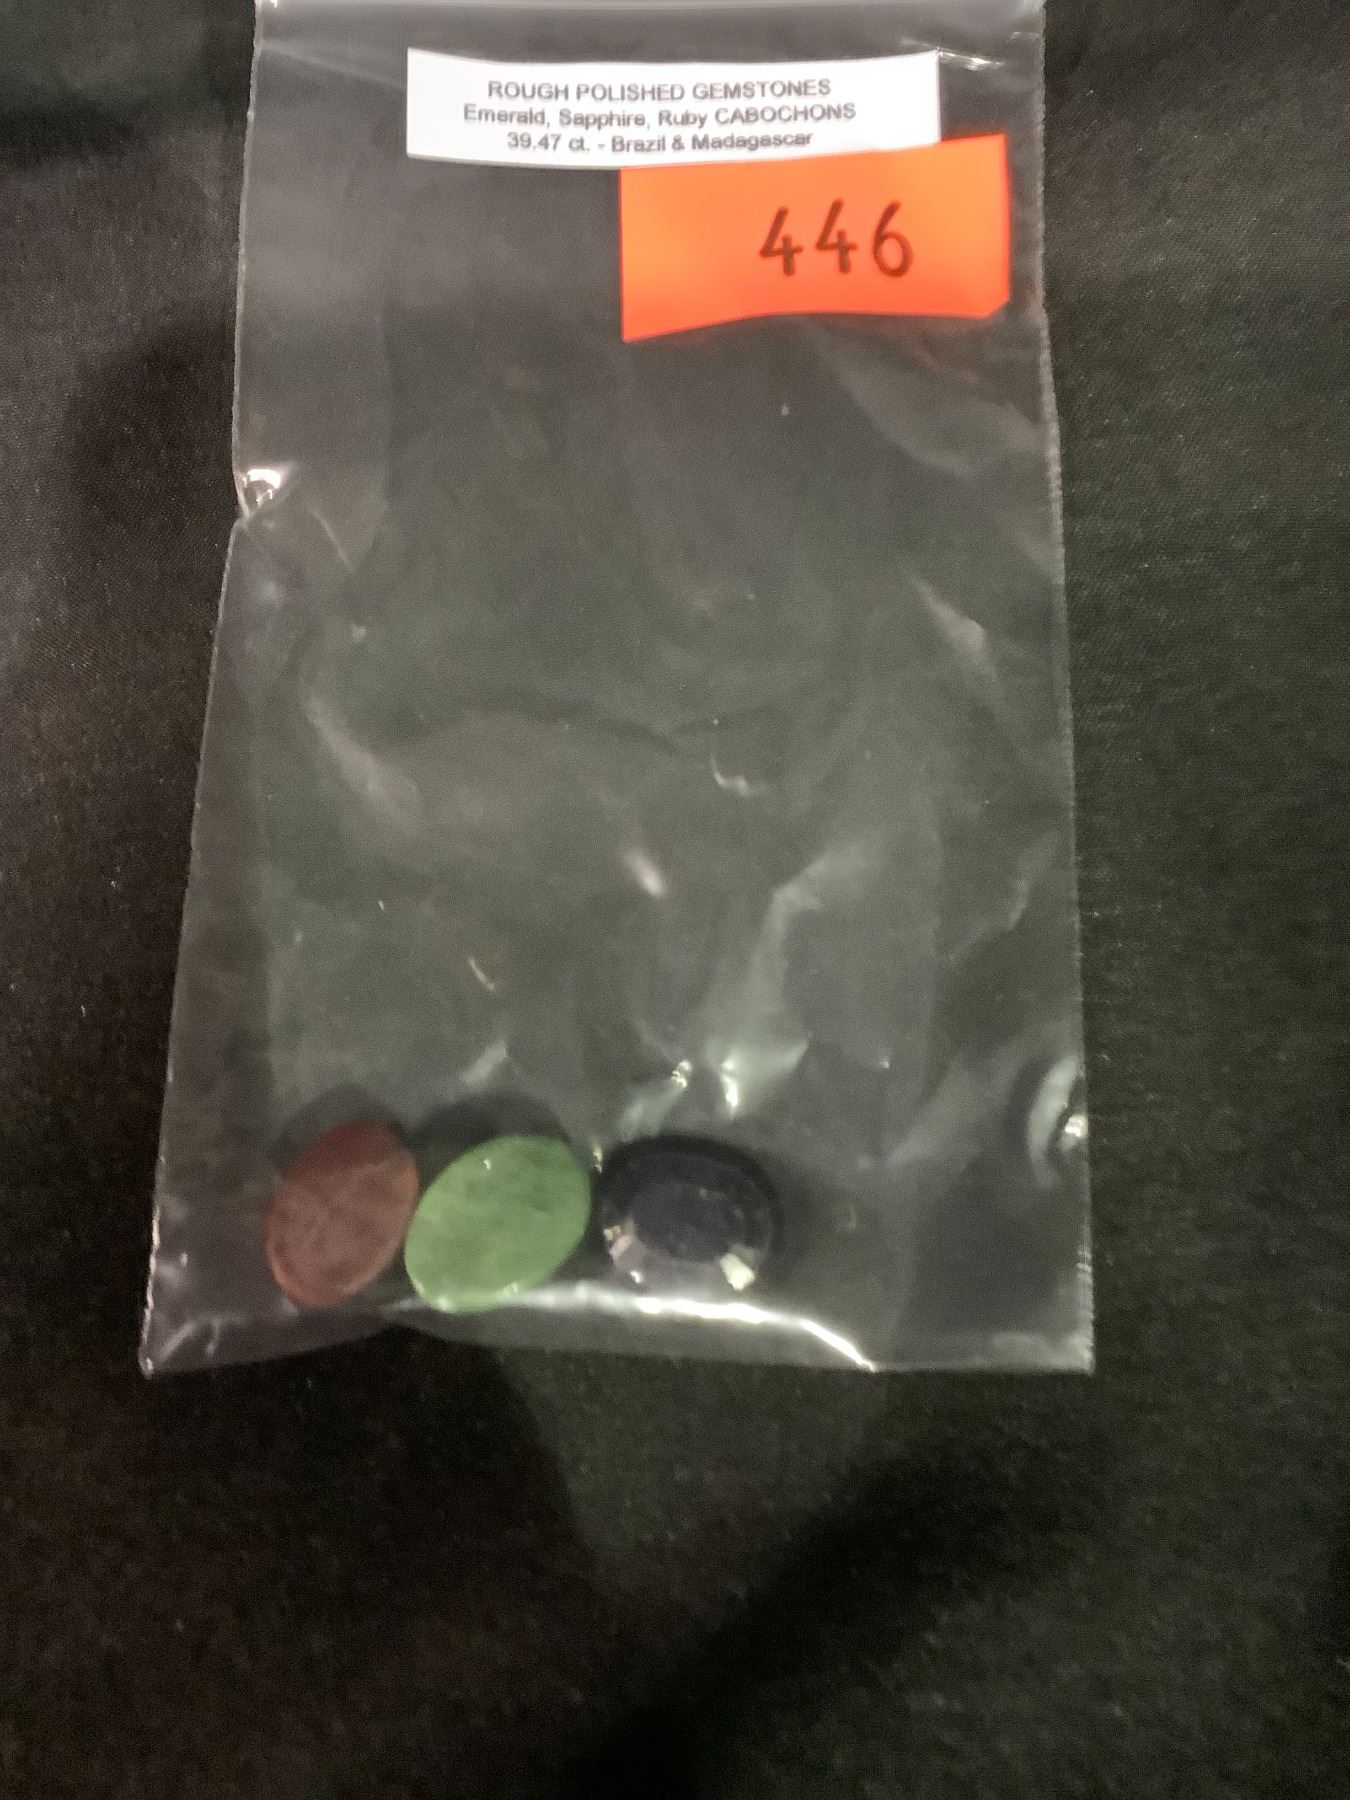 ROUGH POLISHED GEMSTONES
Emerald, Sapphire, Ruby CABOCHONS
39.47 ct. - Brazil & Madagascar
446